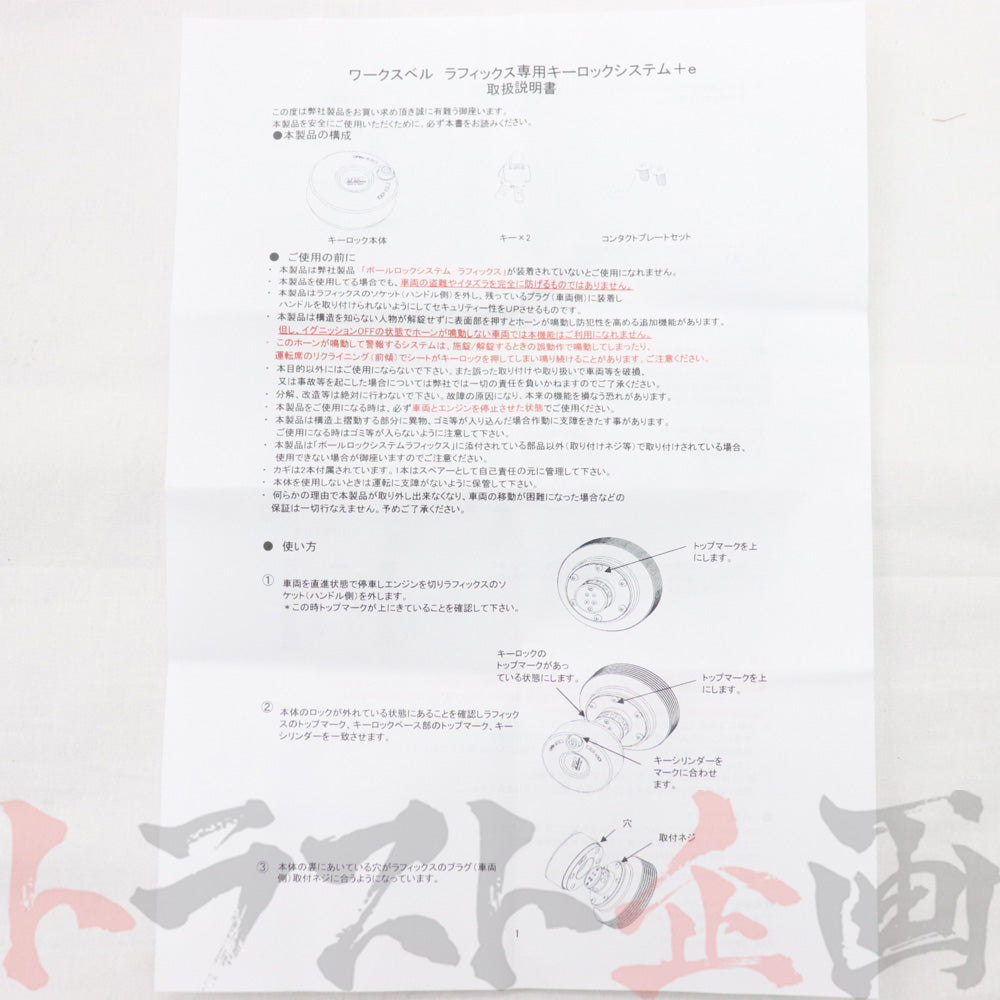 ワークスベル ラフィックス専用キーロックシステム＋e
取扱説明書
この度は弊社製品をお買い求め頂き誠に有難う御座います。
本製品を安全にご使用いただくために、必ず本書をお読みください。
●本製品の構成
キーロック本体
キー×2
コンタクトプレートセット
● ご使用の前に
・ 本製品は弊社製品「ボールロックシステム ラフィックス」が装着されていないとご使用になれません。
・ 本製品を使用してる場合でも、車両の盗難やイタズラを完全に防げるものではありません。
・ 本製品はラフィックスのソケット（ハンドル側）を外し、残っているプラグ（車両側）に装着し
ハンドルを取り付けられないようにしてセキュリティー性をUPさせるものです。
・ 本製品は構造を知らない人物が解錠せずに表面部を押すとホーンが鳴動し防犯性を高める追加機能があります。
但し、イグニッションOFFの状態でホーンが鳴動しない車両では本機能はご利用になれません。
・ このホーンが鳴動して警報するシステムは、施錠/解錠するときの誤動作で鳴動してしまったり、
運転席のリクライニング（前傾）でシートがキーロックを押してしまい鳴り続けることがあります。ご注意ください。
・ 本目的以外にはご使用にならないで下さい。また誤った取り付けや取り扱いで車両等を破損、
又は事故等を起こした場合については弊社では一切の責任を負いかねますのでご了承ください。
・ 分解、改造等は絶対に行わないで下さい。故障の原因になり、本来の機能を損なう恐れがあります。
・ 本製品をご使用になる時は、必ず車両とエンジンを停止させた状態でご使用ください。
・ 本製品は構造上摺動する部分に異物、ゴミ等が入り込んだ場合作動に支障をきたす事があります。
ご使用になる時はゴミ等が入らないように注意して下さい。
・ 本製品は「ボールロックシステムラフィックス」に添付されている部品以外（取り付けネジ等）で取り付けされている場合、
使用できない場合が御座いますのでご注意ください。
・ カギは2本付属されています。1本はスペアーとして自己責任の元に管理して下さい。
・ 本体を使用しないときは運転に支障がないように保管して下さい。
・ 何らかの理由で本製品が取り外し出来なくなり、車両の移動が困難になった場合などの
保証は一切行なえません。予めご了承ください。
● 使い方
① 車両を直進状態で停車しエンジンを切りラフィックスのソ
ケット（ハンドル側）を外します。
＊この時トップマークが上にきていることを確認して下さい。
トップマークを上
にします。
キーロックの
トップマークがあっ
ている状態にします。
トップマークを上
にします。
② 本体のロックが外れている状態にあることを確認しラフィック
スのトップマーク、キーロックベース部のトップマーク、キー
シリンダーを一致させます。
キーシリンダーを
マークに合わせ
ます。
穴
取付ネジ
③ 本体の裏にあいている穴がラフィックスのプラグ（車両
側）取付ネジに合うようになっています。
1
トラスト企画